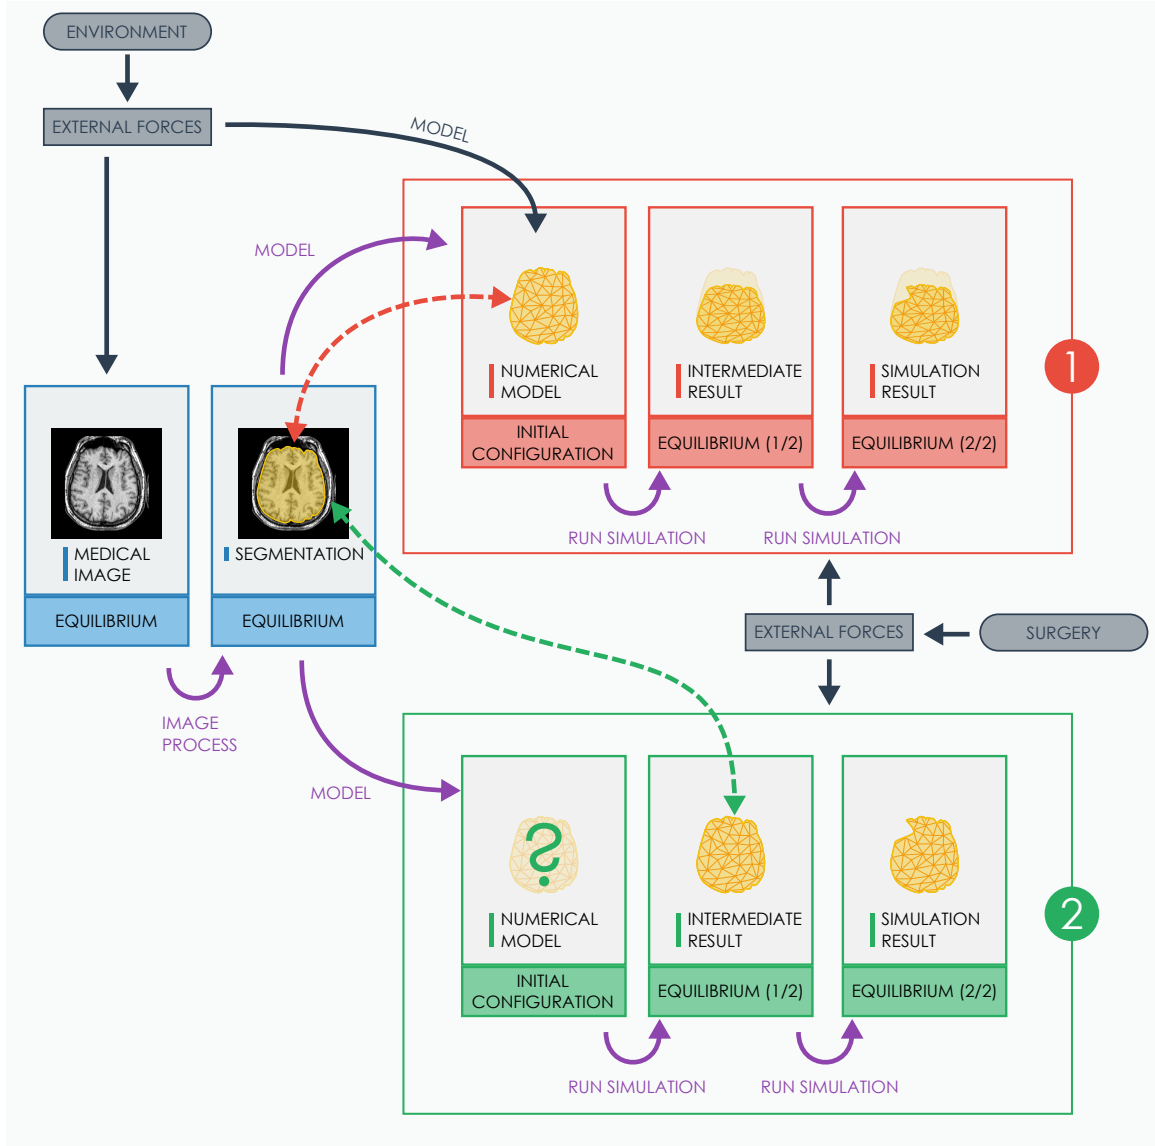 ENVIRONMENT
EXTERNAL FORCES
MODEL
MODEL
NUMERICAL
MODEL
INITIAL
CONFIGURATION
INTERMEDIATE
RESULT
EQUILIBRIUM (1/2)
SIMULATION
RESULT
EQUILIBRIUM (2/2)
1
RUN SIMULATION
RUN SIMULATION
MEDICAL
IMAGE
EQUILIBRIUM
SEGMENTATION
EQUILIBRIUM
IMAGE
PROCESS
EXTERNAL FORCES
SURGERY
MODEL
?
NUMERICAL
MODEL
INITIAL
CONFIGURATION
INTERMEDIATE
RESULT
EQUILIBRIUM (1/2)
SIMULATION
RESULT
EQUILIBRIUM (2/2)
2
RUN SIMULATION
RUN SIMULATION